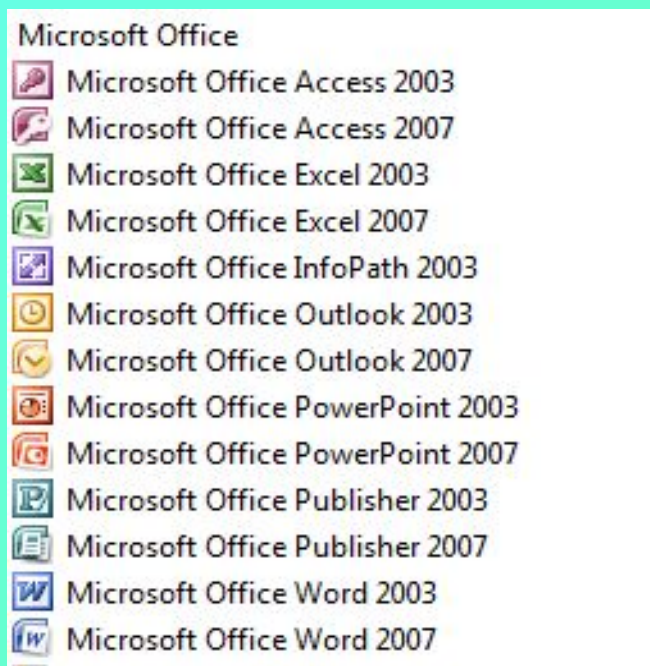 Microsoft Office
Microsoft Office Access 2003
Microsoft Office Access 2007
Microsoft Office Excel 2003
Microsoft Office Excel 2007
Microsoft Office InfoPath 2003
Microsoft Office Outlook 2003
Microsoft Office Outlook 2007
Microsoft Office PowerPoint 2003
Microsoft Office PowerPoint 2007
Microsoft Office Publisher 2003
Microsoft Office Publisher 2007
Microsoft Office Word 2003
Microsoft Office Word 2007